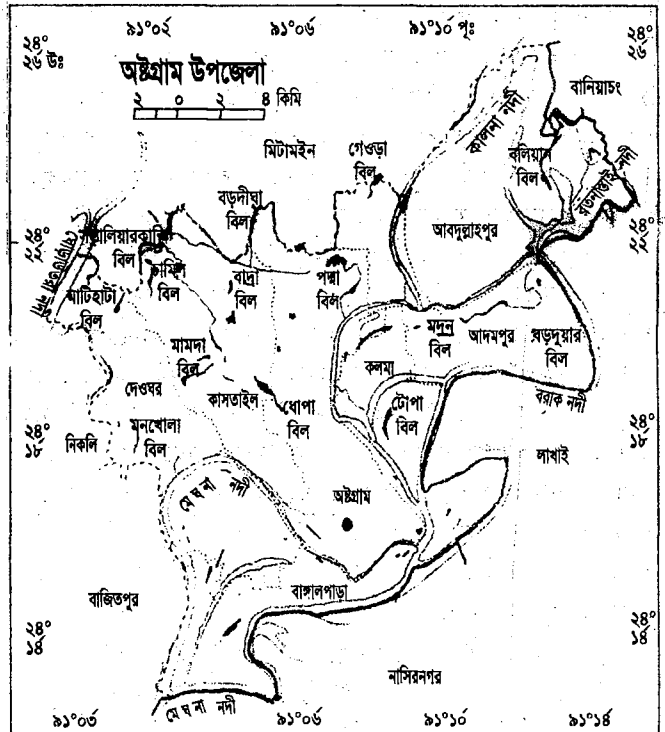 ৯১°০২ ৯১°০৬ ৯১°১০ পূঃ
২৪°
২৬ উঃ
২৪°
২৬
অষ্টগ্রাম উপজেলা
২ ০ ২ ৪ কিমি
বানিয়াচং
কালনা নদী
মিটামইন
গেওড়া
বিল
বলিয়ান
বিল
বড়দীঘা
বিল
২৪°
২২
আবদুল্লাহপুর
২৪°
২২
বিল
চামিল
বিল
বাদ্রা
বিল
পদ্মা
বিল
মাটিহাটা
বিল
মদুন
বিল
আদমপুর
বড়দুয়ার
বিল
মামদা
বিল
কলমা
দেওঘর
কাসতাইল
ধোপা
বিল
টোপা
বিল
বরাক নদী
২৪°
১৮
নিকলি
মনখোলা
বিল
লাখাই
২৪°
১৮
মেঘনা নদী
অষ্টগ্রাম
বাজিতপুর
বাঙ্গালপাড়া
২৪°
১৪
২৪°
১৪
নাসিরনগর
মেঘনা নদী
৯১°০৩ ৯১°০৬ ৯১°১০ ৯১°১৪